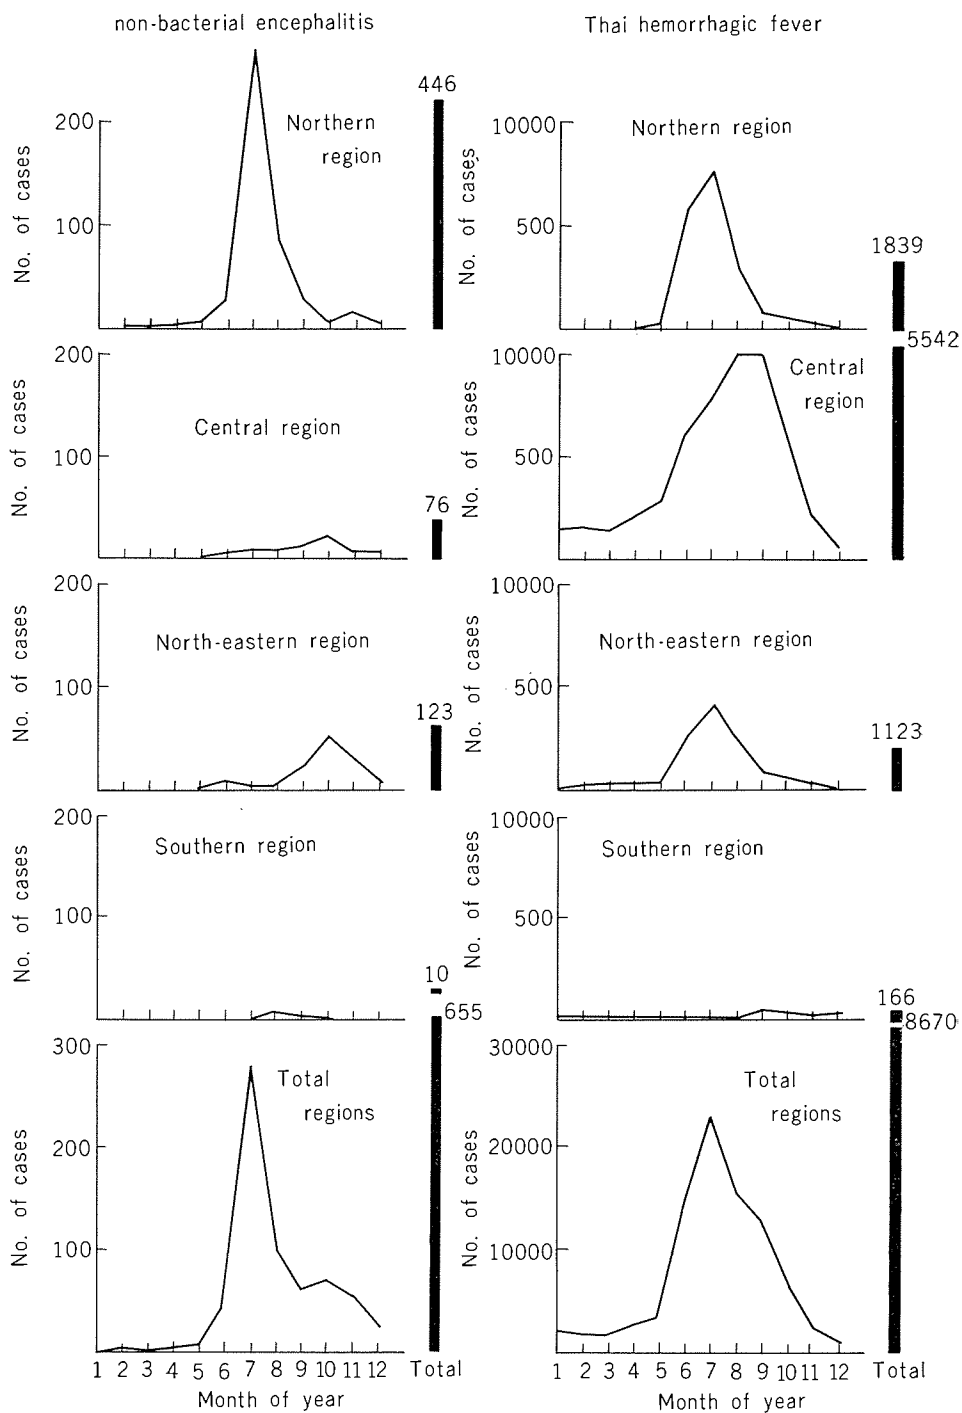 non-bacterial encephalitis
No. of cases
200
100
Northern
region
446
No. of cases
200
100
Central region
76
No. of cases
200
100
North-eastern region
123
No. of cases
200
100
Southern region
10
No. of cases
300
200
100
Total
regions
655
1 2 3 4 5 6 7 8 9 10 11 12 Total
Month of year
Thai hemorrhagic fever
No. of cases
10000
500
Northern region
1839
No. of cases
10000
500
Central
region
5542
No. of cases
10000
500
North-eastern region
1123
No. of cases
10000
500
Southern region
166
No. of cases
30000
20000
10000
Total
regions
8670
1 2 3 4 5 6 7 8 9 10 11 12 Total
Month of year